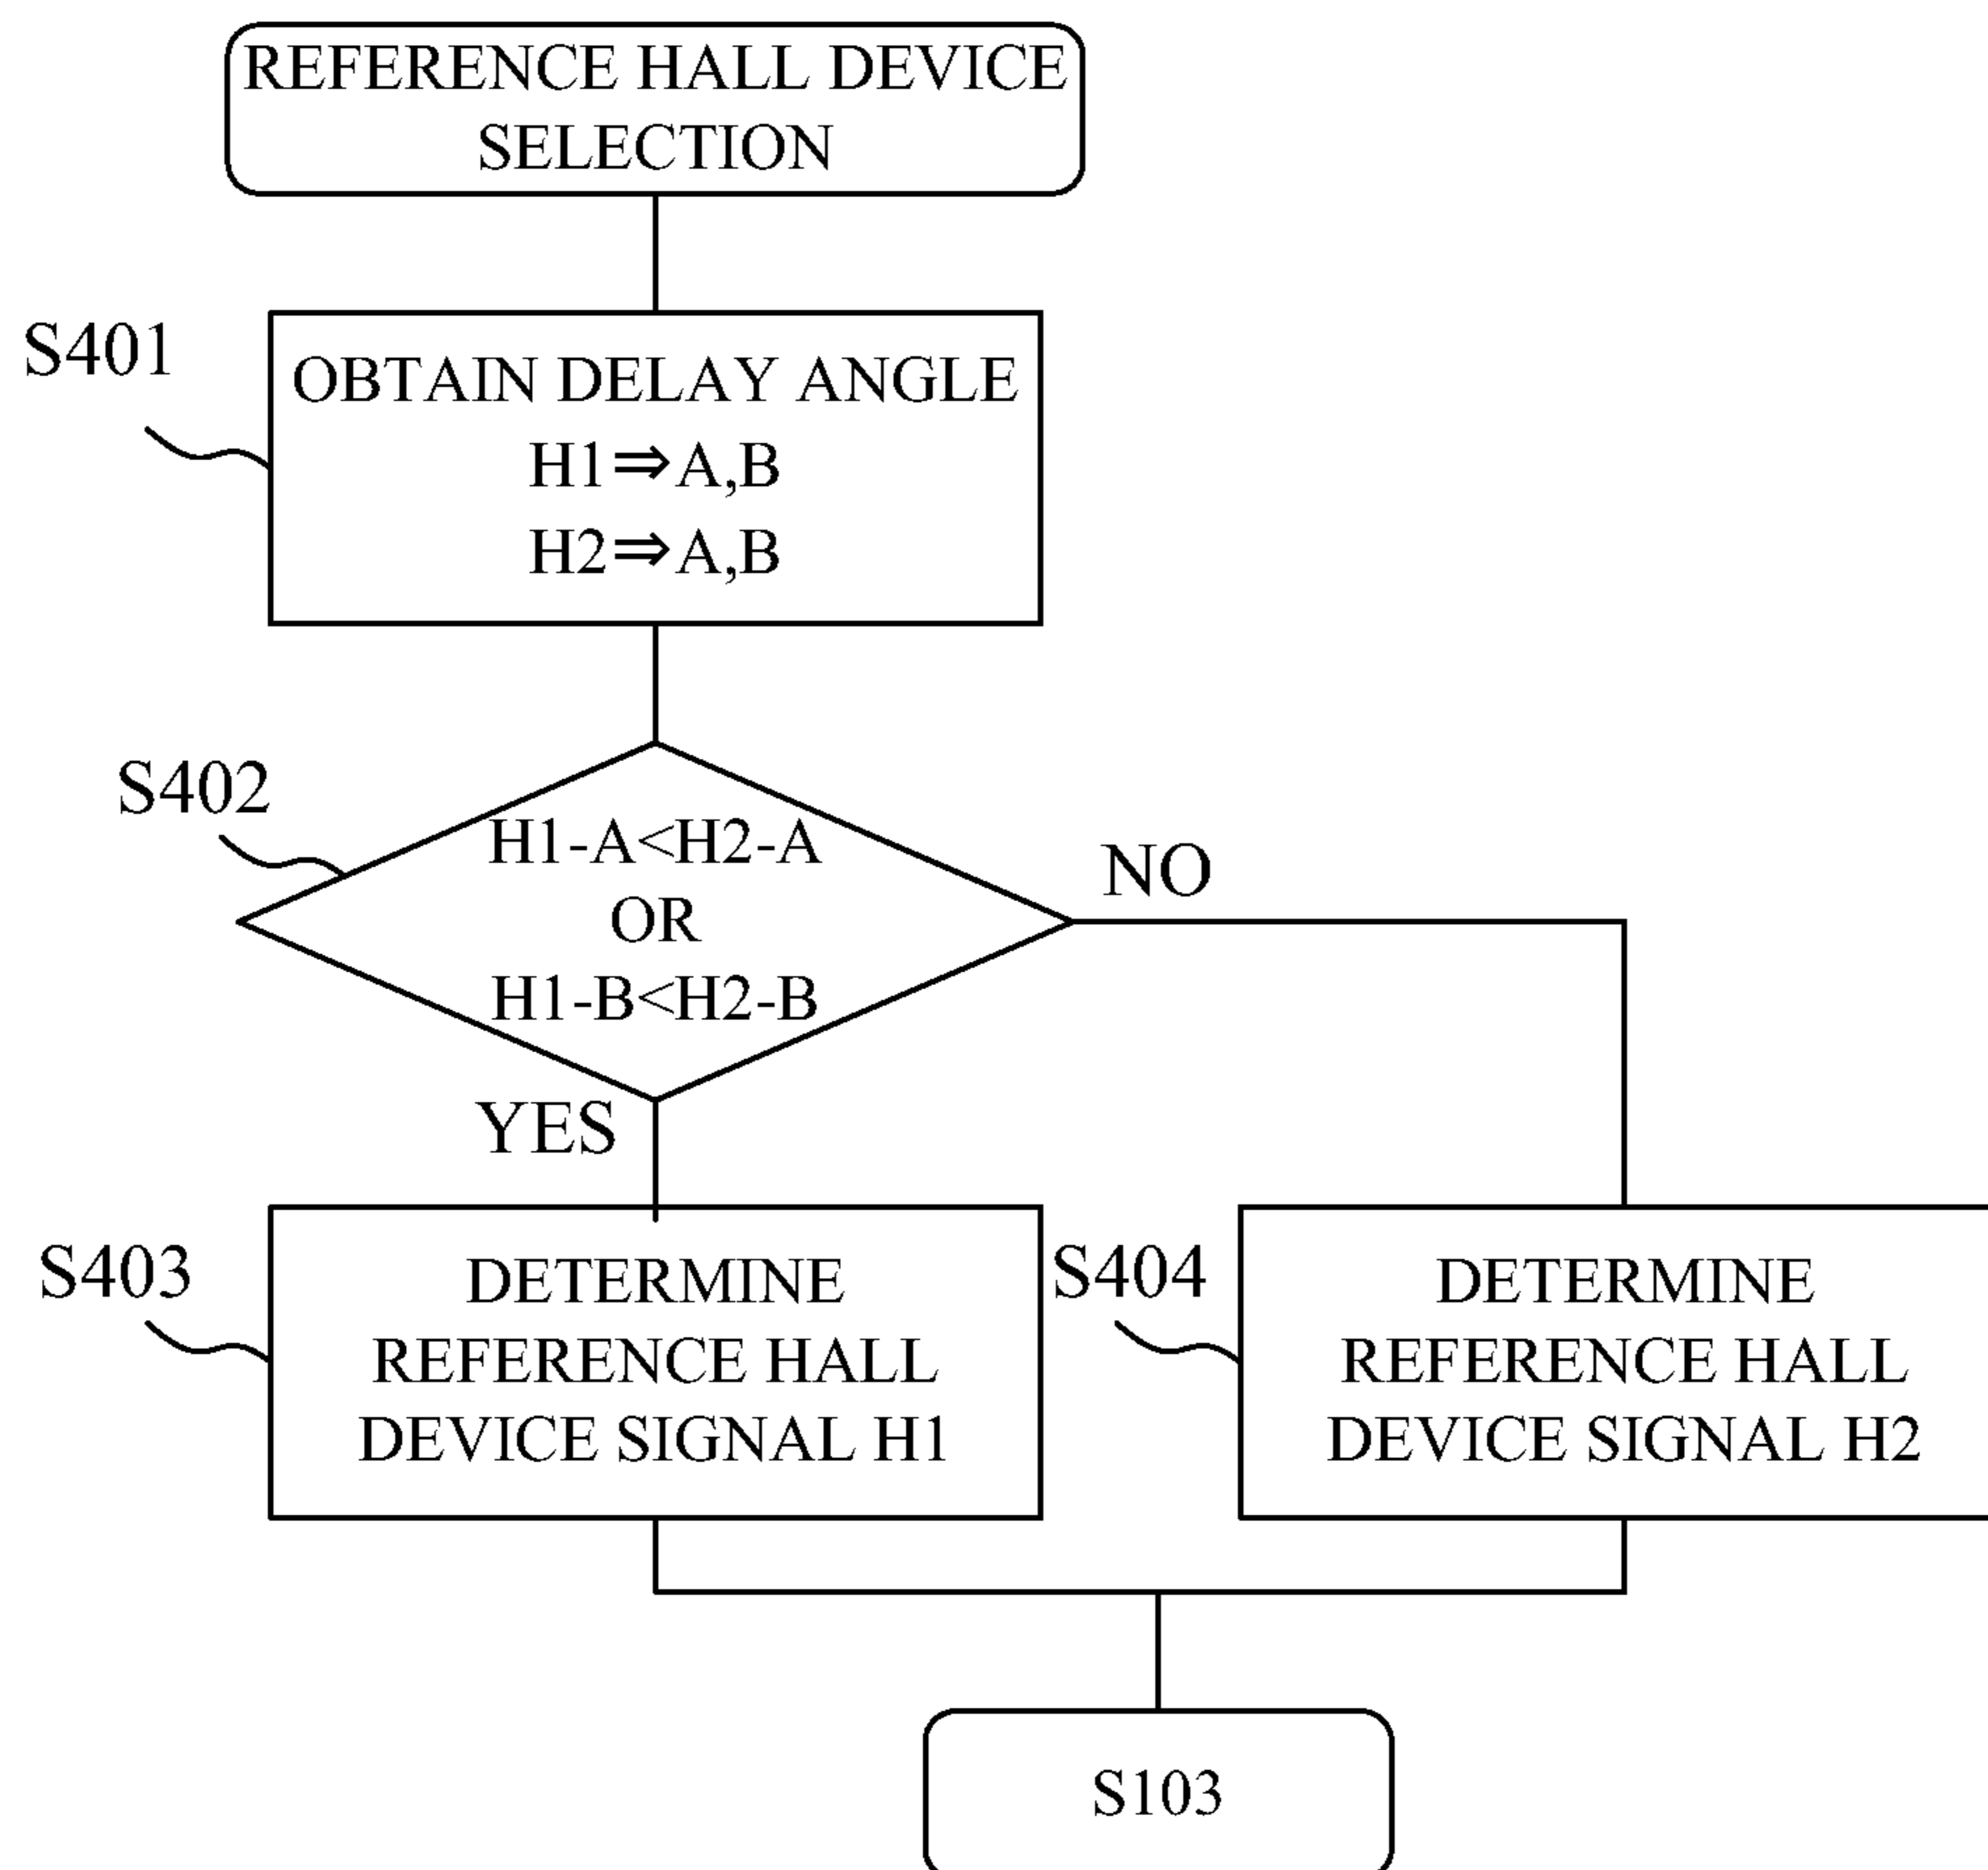 REFERENCE HALL DEVICE
SELECTION
S401
OBTAIN DELAY ANGLE
H1⇒A,B
H2⇒A,B
S402
H1-A<H2-A
OR
H1-B<H2-B
NO
YES
S403
DETERMINE
REFERENCE HALL
DEVICE SIGNAL H1
S404
DETERMINE
REFERENCE HALL
DEVICE SIGNAL H2
S103